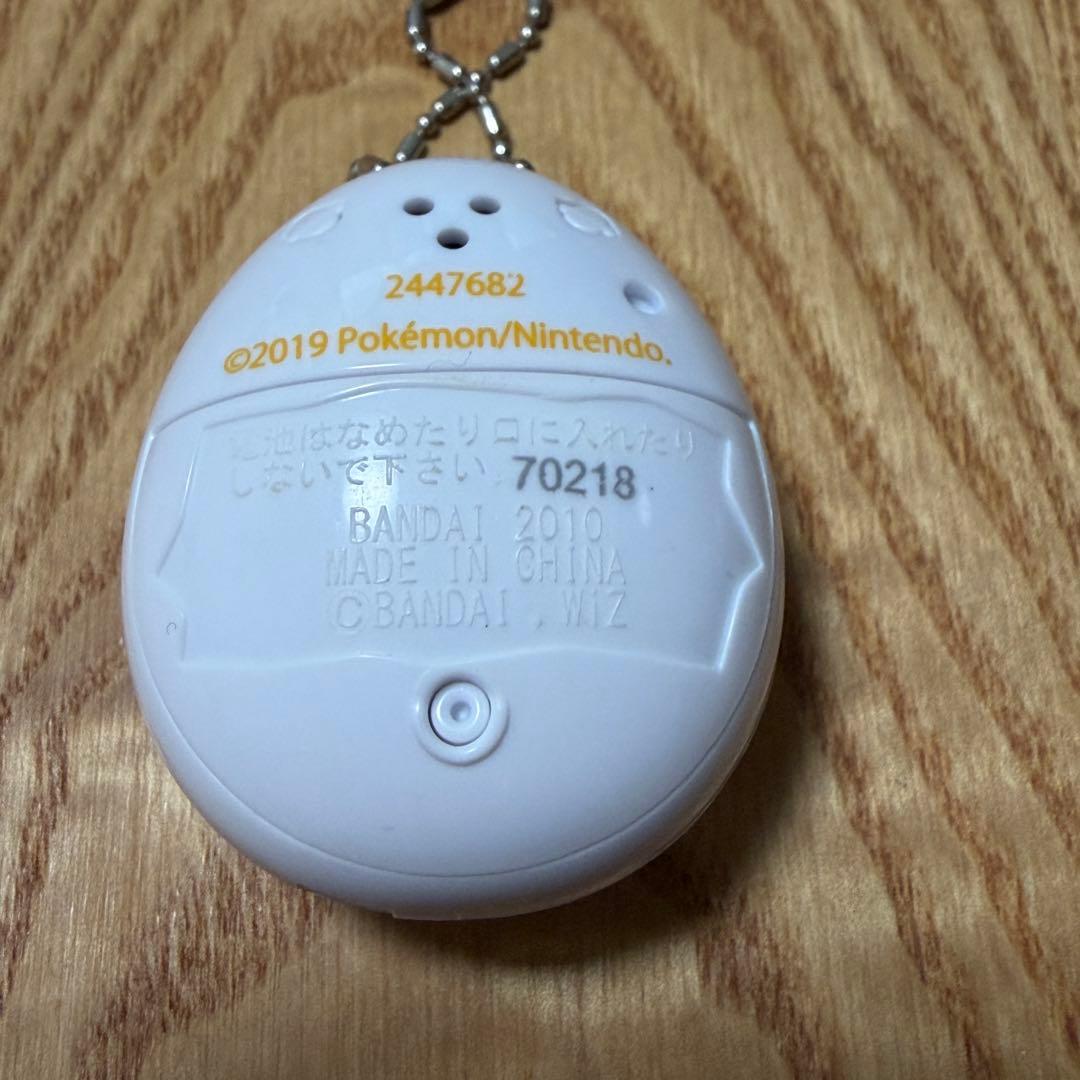 2447682
©2019 Pokémon/Nintendo.
電池はなめたり口に入れたり
しないで下さい. 70218
BANDAI 2010
MADE IN CHINA
©BANDAI , WiZ